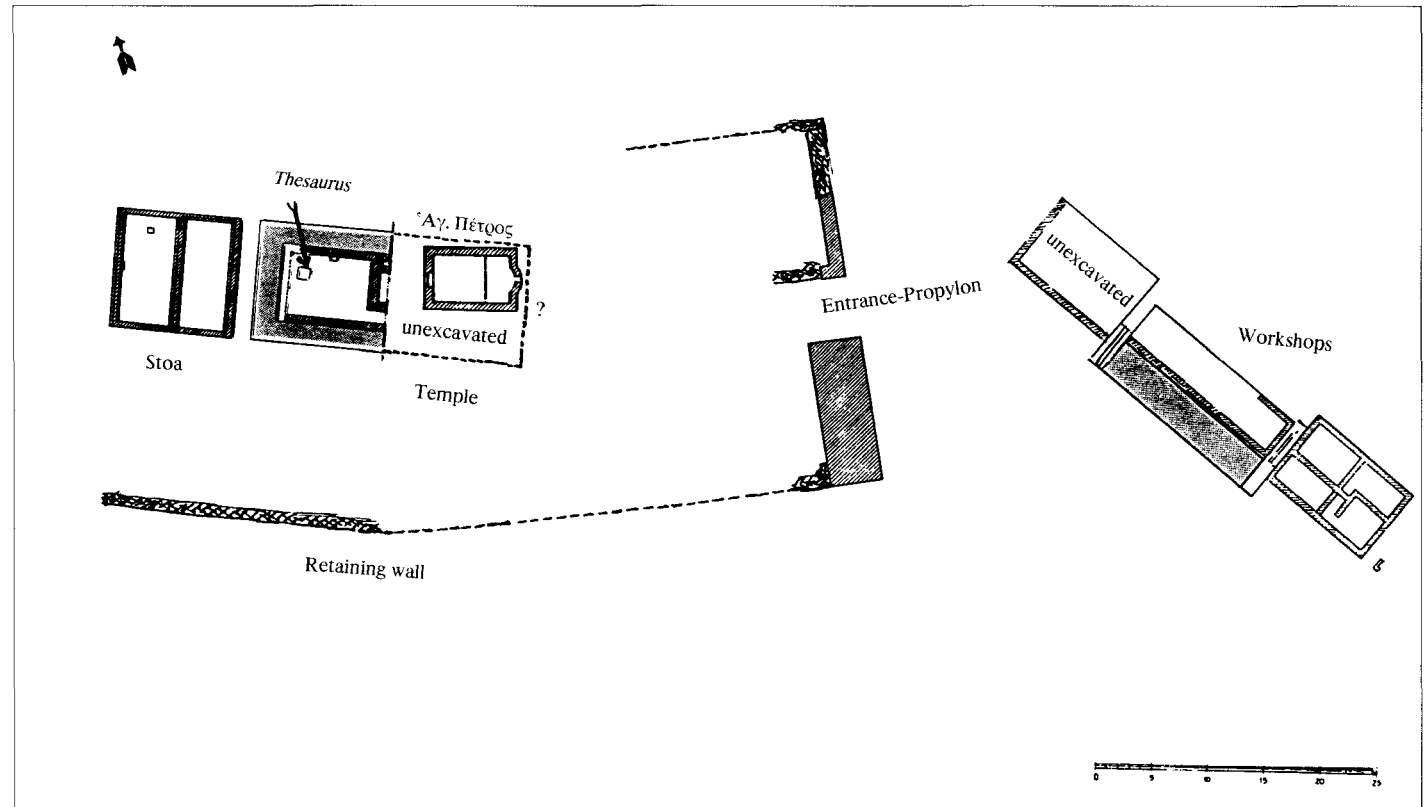 Thesaurus
Ἁγ. Πέτρος
?
unexcavated
Stoa
Temple
Retaining wall
Entrance-Propylon
unexcavated
Workshops
0 5 10 15 20 25